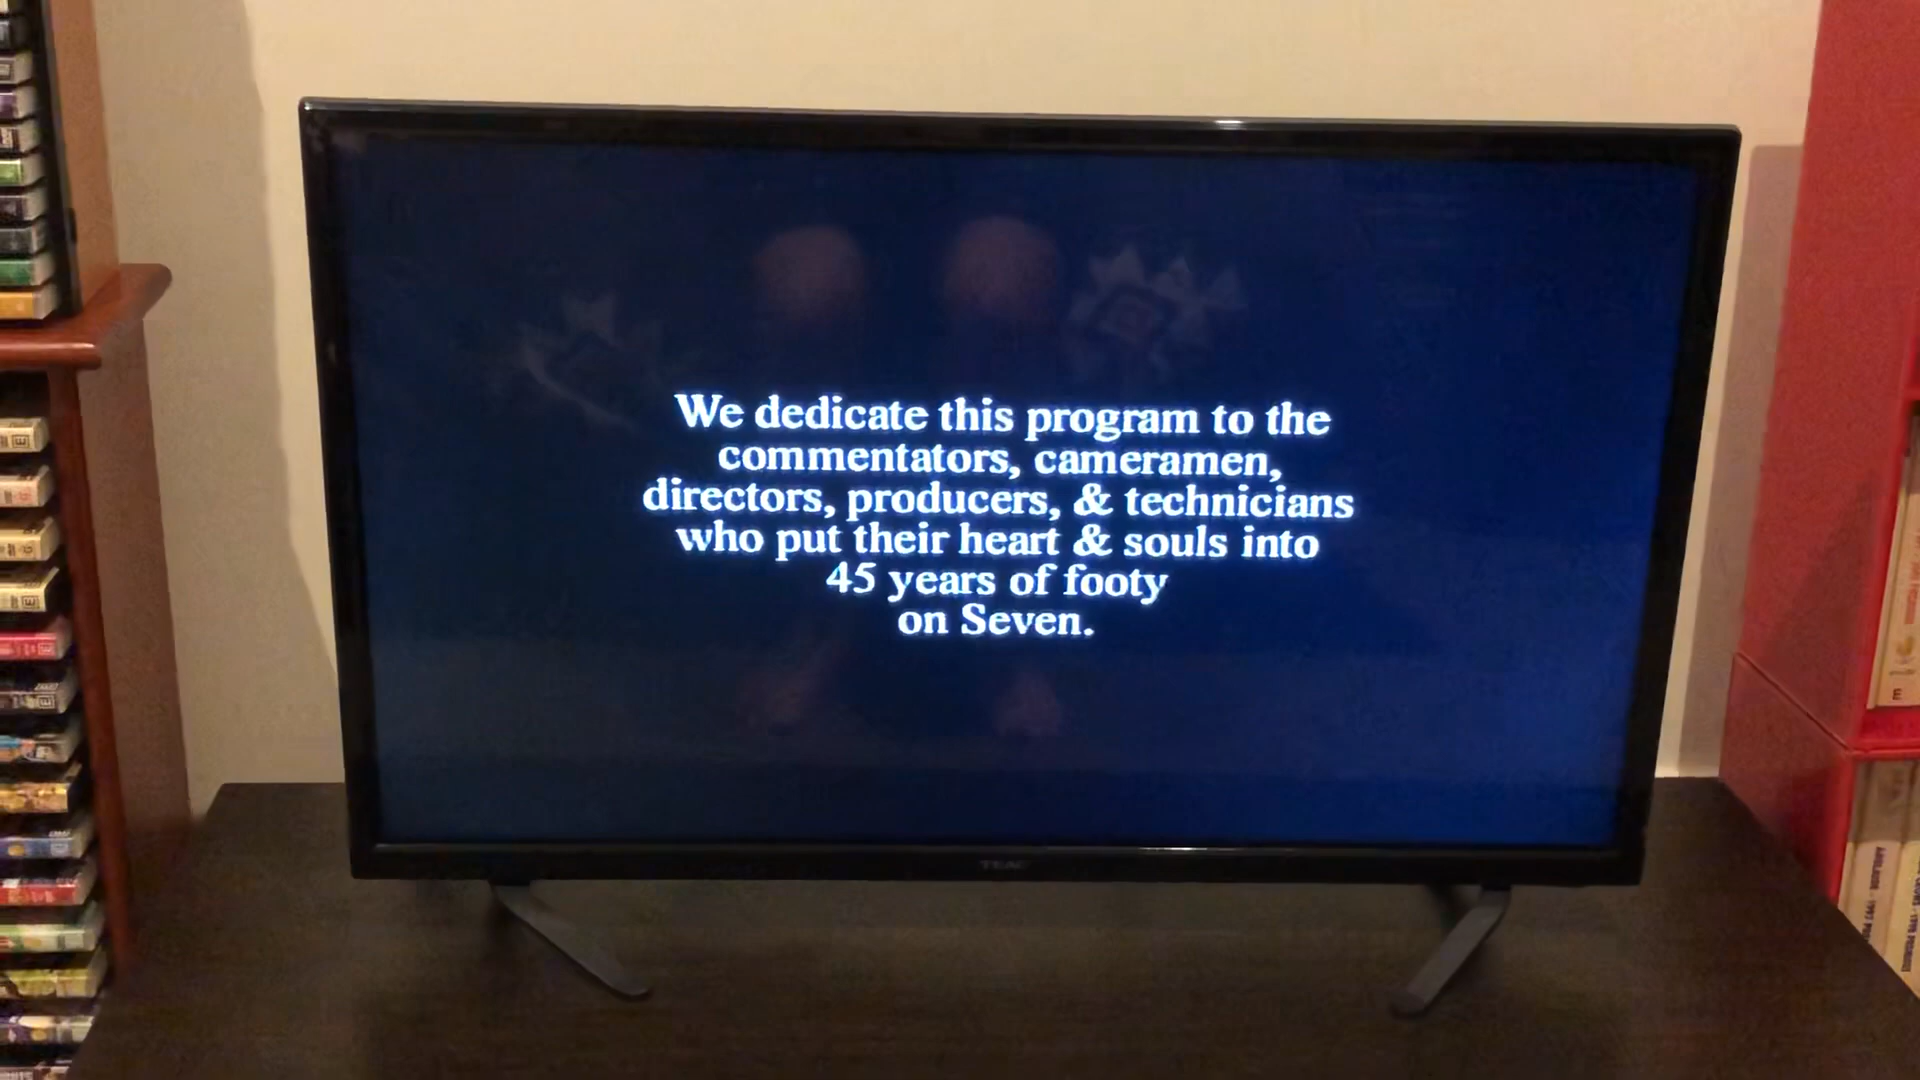 We dedicate this program to the
commentators, cameramen,
directors, producers, & technicians
who put their heart & souls into
45 years of footy
on Seven.
TEAC